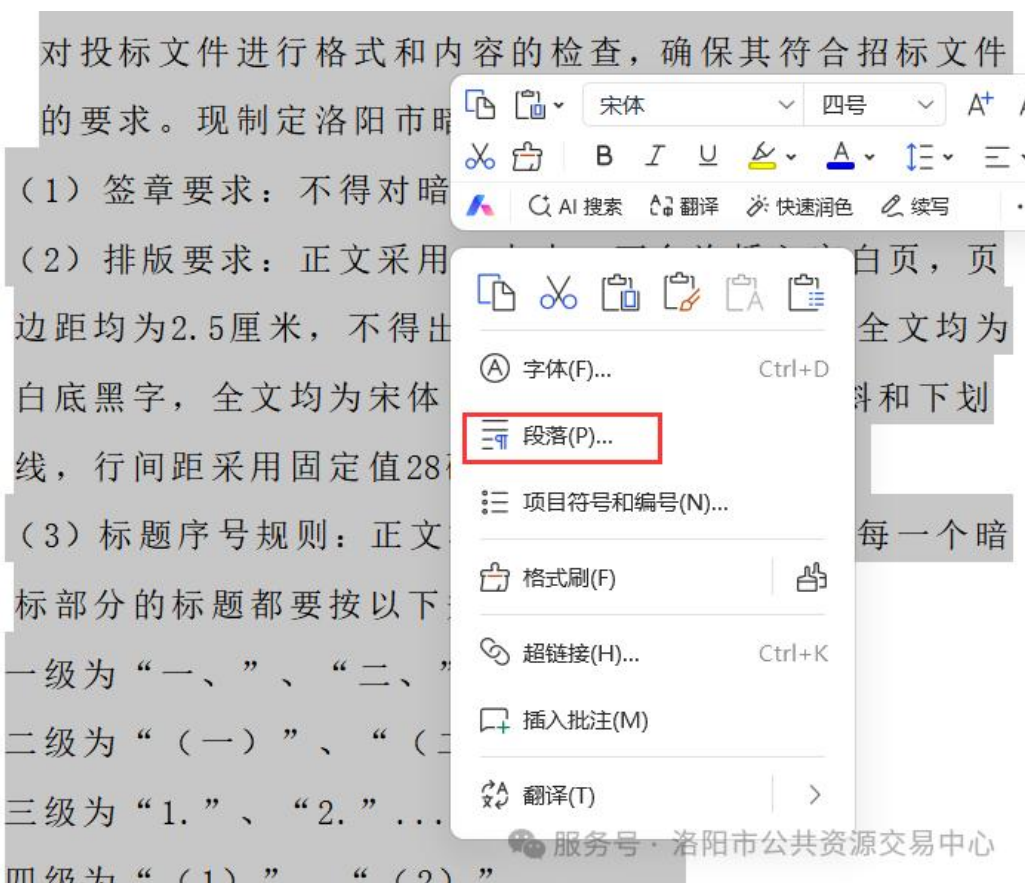 对投标文件进行格式和内容的检查，确保其符合招标文件
的要求。现制定洛阳市暗
（1）签章要求：不得对暗
（2）排版要求：正文采用
白页，页
边距均为2.5厘米，不得出
全文均为
白底黑字，全文均为宋体
和下划
线，行间距采用固定值28
（3）标题序号规则：正文
每一个暗
标部分的标题都要按以下
一级为“一、”、“二、”
二级为“（一）”、“（二
三级为“1.”、“2.”...
四级为“（1）”、“（2）”
宋体 四号 A+
B I U A
AI 搜索 翻译 快速润色 续写
字体(F)... Ctrl+D
段落(P)...
项目符号和编号(N)...
格式刷(F)
超链接(H)... Ctrl+K
插入批注(M)
翻译(T)
服务号 · 洛阳市公共资源交易中心